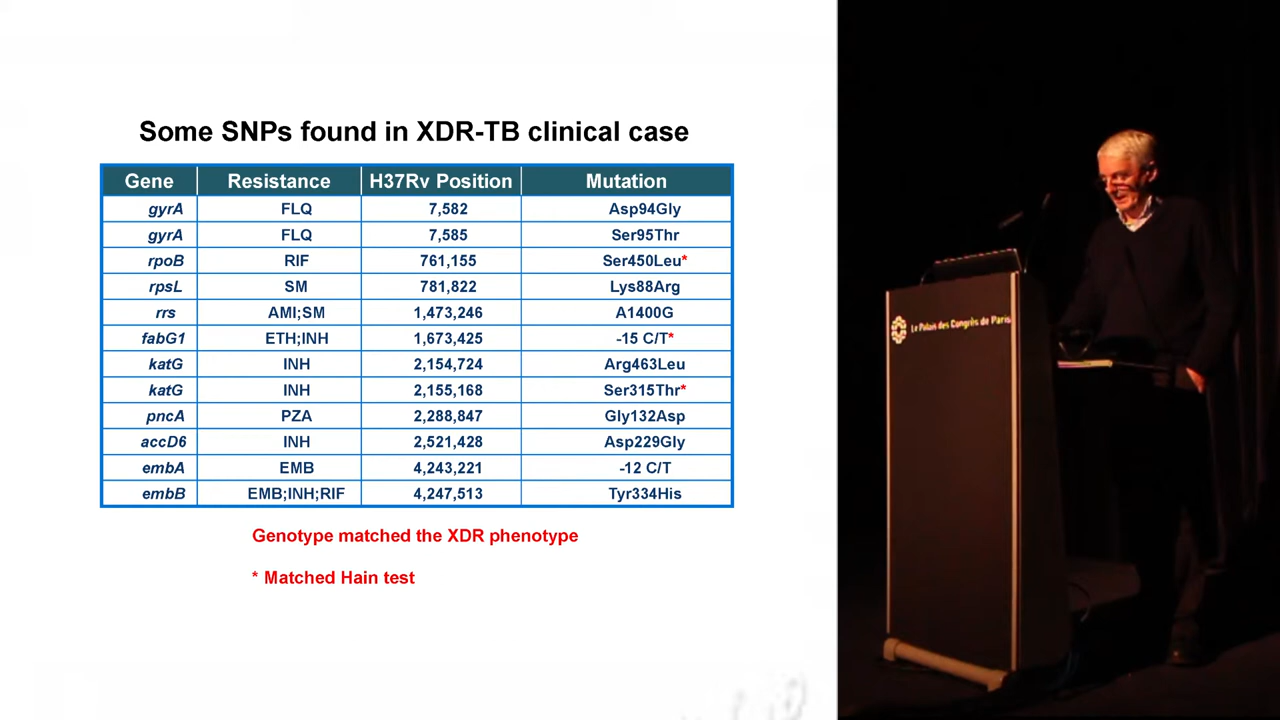 Some SNPs found in XDR-TB clinical case
Gene Resistance H37Rv Position Mutation
gyrA FLQ 7,582 Asp94Gly
gyrA FLQ 7,585 Ser95Thr
rpoB RIF 761,155 Ser450Leu*
rpsL SM 781,822 Lys88Arg
rrs AMI;SM 1,473,246 A1400G
fabG1 ETH;INH 1,673,425 -15 C/T*
katG INH 2,154,724 Arg463Leu
katG INH 2,155,168 Ser315Thr*
pncA PZA 2,288,847 Gly132Asp
accD6 INH 2,521,428 Asp229Gly
embA EMB 4,243,221 -12 C/T
embB EMB;INH;RIF 4,247,513 Tyr334His
Genotype matched the XDR phenotype
* Matched Hain test
Le Palais des Congrès de Paris